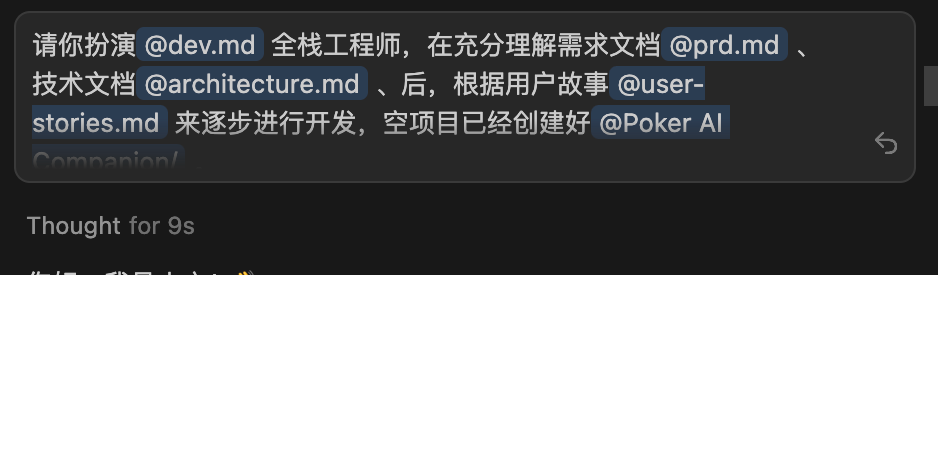 请你扮演 @dev.md 全栈工程师，在充分理解需求文档 @prd.md 、
技术文档 @architecture.md 、后，根据用户故事 @user-
stories.md 来逐步进行开发，空项目已经创建好 @Poker AI
Companion/
Thought for 9s